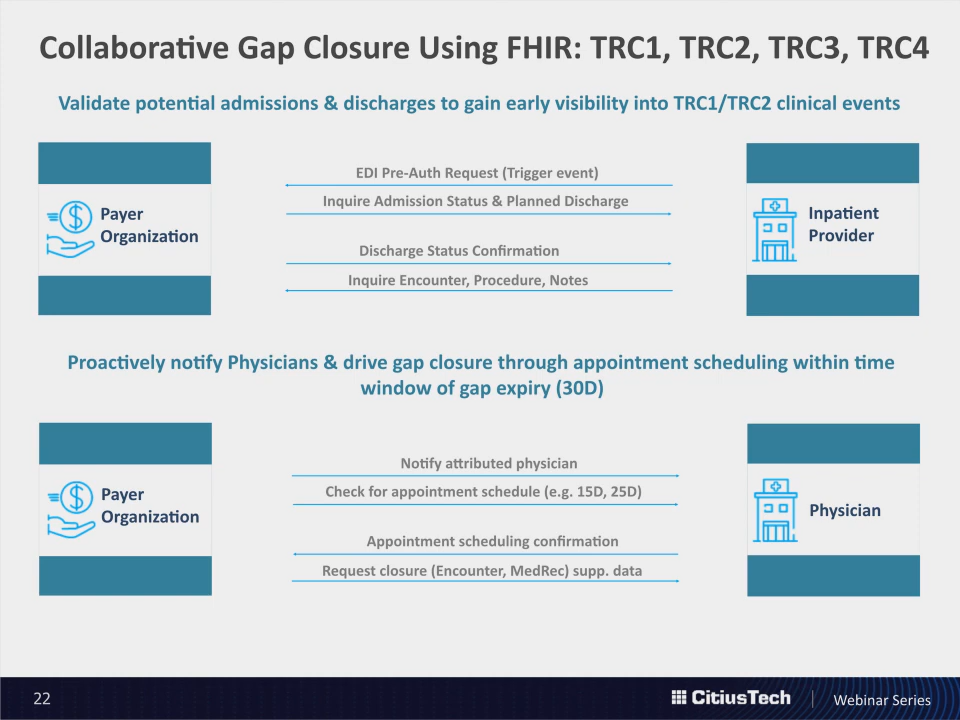 Collaborative Gap Closure Using FHIR: TRC1, TRC2, TRC3, TRC4
Validate potential admissions & discharges to gain early visibility into TRC1/TRC2 clinical events
Payer
Organization
EDI Pre-Auth Request (Trigger event)
Inquire Admission Status & Planned Discharge
Discharge Status Confirmation
Inquire Encounter, Procedure, Notes
Inpatient
Provider
Proactively notify Physicians & drive gap closure through appointment scheduling within time
window of gap expiry (30D)
Payer
Organization
Notify attributed physician
Check for appointment schedule (e.g. 15D, 25D)
Appointment scheduling confirmation
Request closure (Encounter, MedRec) supp. data
Physician
22
CitiusTech
Webinar Series